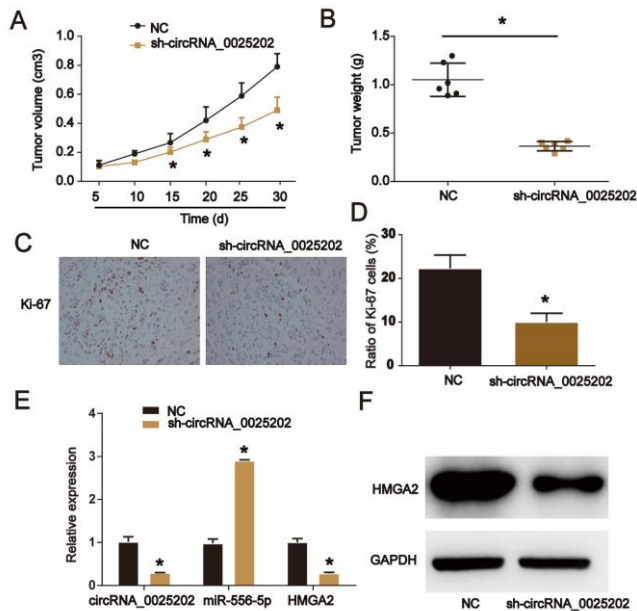 A
NC
sh-circRNA_0025202
Tumor volume (cm3)
1.0
0.8
0.6
0.4
0.2
0.0
* * * *
5 10 15 20 25 30
Time (d)
B
*
Tumor weight (g)
1.5
1.0
0.5
0.0
NC sh-circRNA_0025202
C
NC sh-circRNA_0025202
Ki-67
D
Ratio of Ki-67 cells (%)
30
20
10
0
*
NC sh-circRNA_0025202
E
NC
sh-circRNA_0025202
Relative expression
4
3
2
1
0
* * *
circRNA_0025202 miR-556-5p HMGA2
F
HMGA2
GAPDH
NC sh-circRNA_0025202